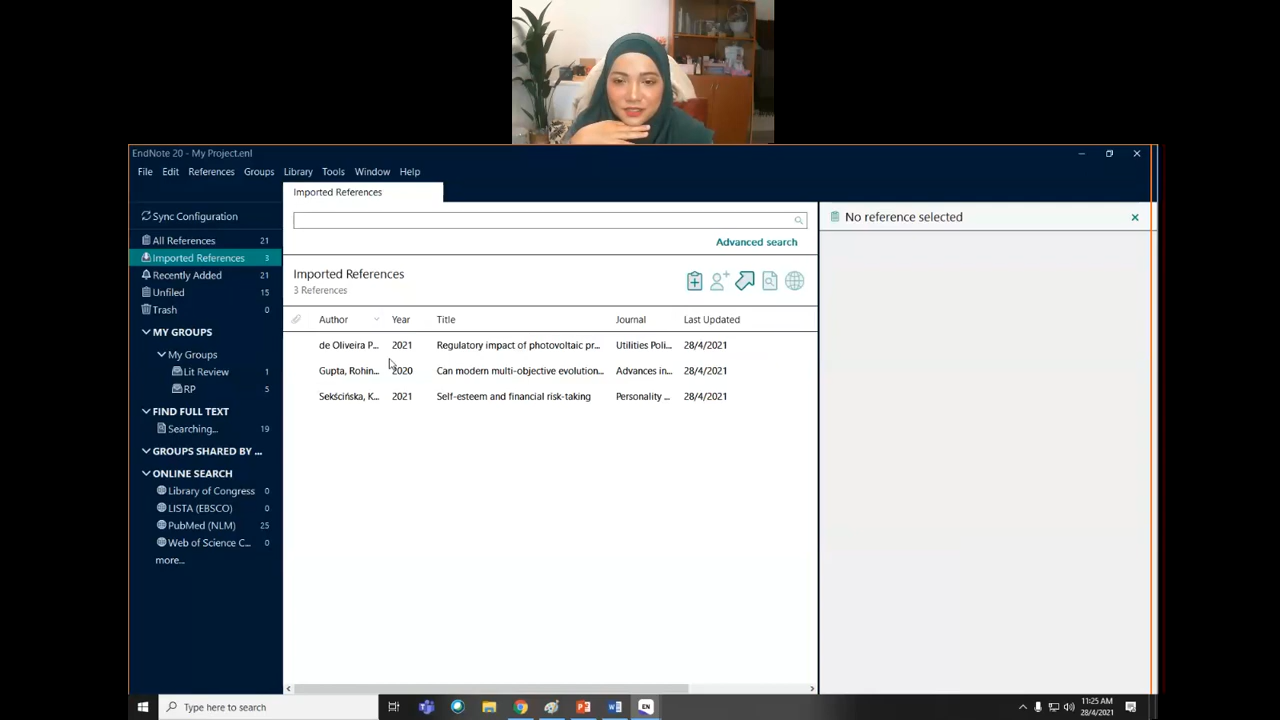 EndNote 20 - My Project.enl
File Edit References Groups Library Tools Window Help
Imported References
Sync Configuration
All References 21
Imported References 3
Recently Added 21
Unfiled 15
Trash 0
MY GROUPS
My Groups
Lit Review 1
RP 5
FIND FULL TEXT
Searching... 19
GROUPS SHARED BY ...
ONLINE SEARCH
Library of Congress 0
LISTA (EBSCO) 0
PubMed (NLM) 25
Web of Science C... 0
more...
Advanced search
Imported References
3 References
Author Year Title Journal Last Updated
de Oliveira P... 2021 Regulatory impact of photovoltaic pr... Utilities Poli... 28/4/2021
Gupta, Rohin... 2020 Can modern multi-objective evolution... Advances in... 28/4/2021
Sekścińska, K... 2021 Self-esteem and financial risk-taking Personality ... 28/4/2021
No reference selected
Type here to search
EN
11:25 AM
28/4/2021